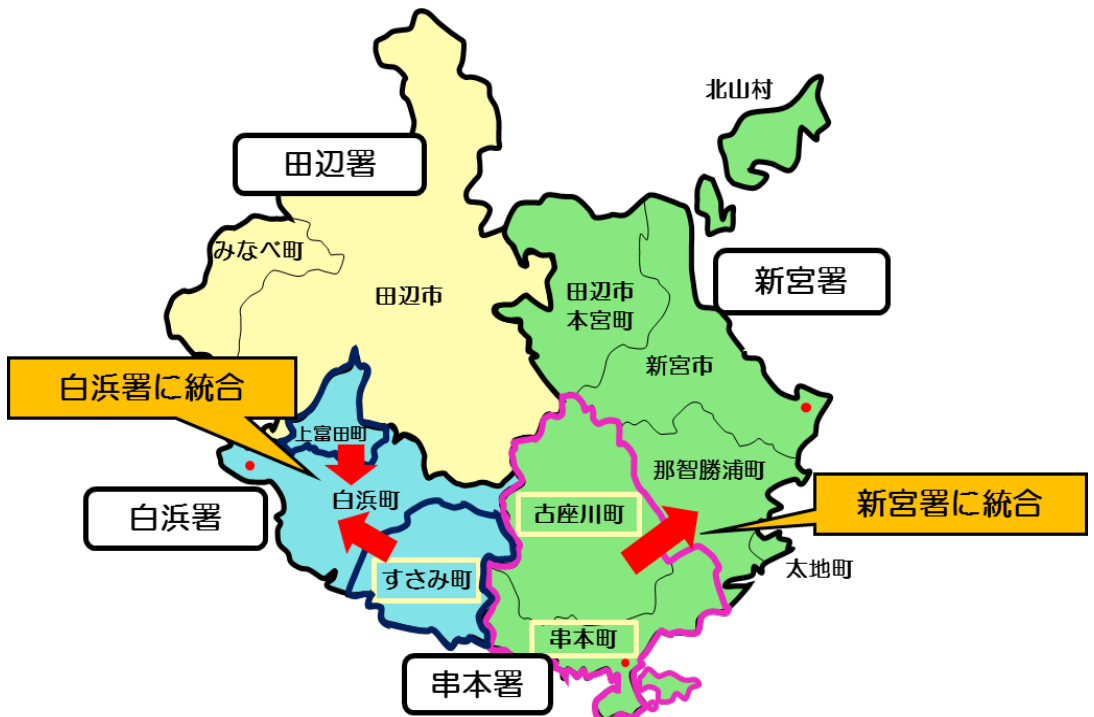 北山村
田辺署
みなべ町
田辺市
田辺市
本宮町
新宮署
新宮市
白浜署に統合
上富田町
那智勝浦町
白浜町
白浜署
古座川町
新宮署に統合
すさみ町
太地町
串本町
串本署